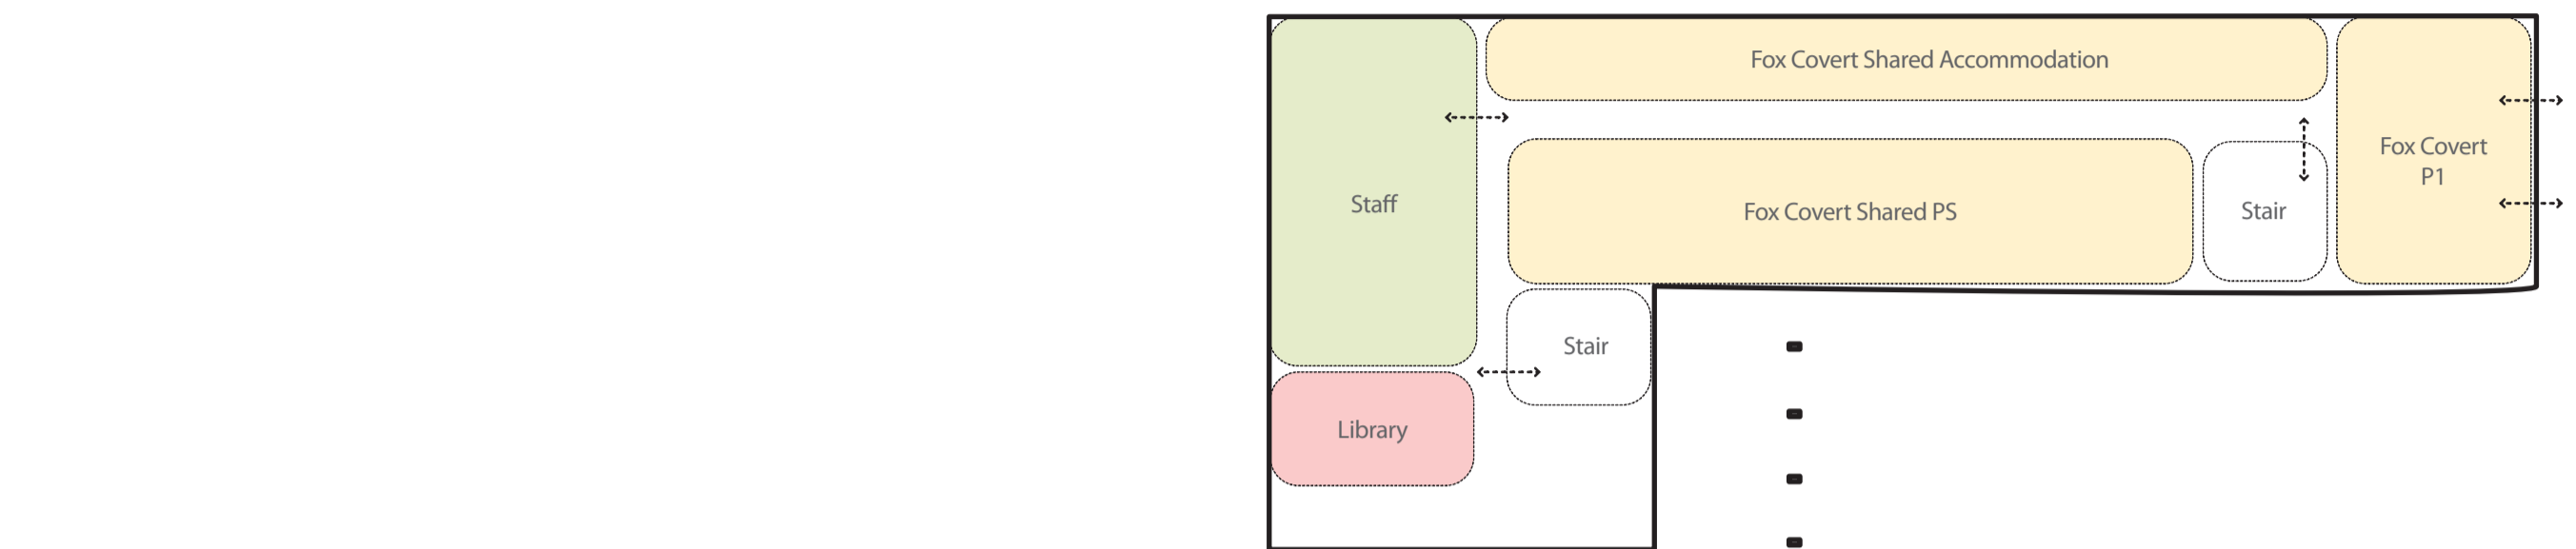 Fox Covert Shared Accommodation
Fox Covert
P1
Staff
Fox Covert Shared PS
Stair
Stair
Library